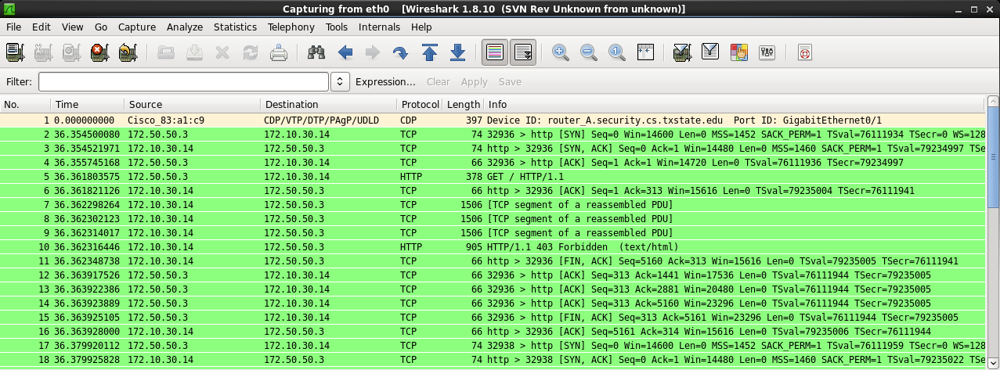 Capturing from eth0 [Wireshark 1.8.10 (SVN Rev Unknown from unknown)]
File Edit View Go Capture Analyze Statistics Telephony Tools Internals Help
Filter: Expression... Clear Apply Save
No. Time Source Destination Protocol Length Info
1 0.000000000 Cisco_83:a1:c9 CDP/VTP/DTP/PAgP/UDLD CDP 397 Device ID: router_A.security.cs.txstate.edu Port ID: GigabitEthernet0/1
2 36.354500080 172.50.50.3 172.10.30.14 TCP 74 32936 > http [SYN] Seq=0 Win=14600 Len=0 MSS=1452 SACK_PERM=1 TSval=76111934 TSecr=0 WS=128
3 36.354521971 172.10.30.14 172.50.50.3 TCP 74 http > 32936 [SYN, ACK] Seq=0 Ack=1 Win=14480 Len=0 MSS=1460 SACK_PERM=1 TSval=79234997 TSe
4 36.355745168 172.50.50.3 172.10.30.14 TCP 66 32936 > http [ACK] Seq=1 Ack=1 Win=14720 Len=0 TSval=76111936 TSecr=79234997
5 36.361803575 172.50.50.3 172.10.30.14 HTTP 378 GET / HTTP/1.1
6 36.361821126 172.10.30.14 172.50.50.3 TCP 66 http > 32936 [ACK] Seq=1 Ack=313 Win=15616 Len=0 TSval=79235004 TSecr=76111941
7 36.362298264 172.10.30.14 172.50.50.3 TCP 1506 [TCP segment of a reassembled PDU]
8 36.362302123 172.10.30.14 172.50.50.3 TCP 1506 [TCP segment of a reassembled PDU]
9 36.362314017 172.10.30.14 172.50.50.3 TCP 1506 [TCP segment of a reassembled PDU]
10 36.362316446 172.10.30.14 172.50.50.3 HTTP 905 HTTP/1.1 403 Forbidden (text/html)
11 36.362348738 172.10.30.14 172.50.50.3 TCP 66 http > 32936 [FIN, ACK] Seq=5160 Ack=313 Win=15616 Len=0 TSval=79235005 TSecr=76111941
12 36.363917526 172.50.50.3 172.10.30.14 TCP 66 32936 > http [ACK] Seq=313 Ack=1441 Win=17536 Len=0 TSval=76111944 TSecr=79235005
13 36.363922386 172.50.50.3 172.10.30.14 TCP 66 32936 > http [ACK] Seq=313 Ack=2881 Win=20480 Len=0 TSval=76111944 TSecr=79235005
14 36.363923889 172.50.50.3 172.10.30.14 TCP 66 32936 > http [ACK] Seq=313 Ack=5160 Win=23296 Len=0 TSval=76111944 TSecr=79235005
15 36.363925105 172.50.50.3 172.10.30.14 TCP 66 32936 > http [FIN, ACK] Seq=313 Ack=5161 Win=23296 Len=0 TSval=76111944 TSecr=79235005
16 36.363928000 172.10.30.14 172.50.50.3 TCP 66 http > 32936 [ACK] Seq=5161 Ack=314 Win=15616 Len=0 TSval=79235006 TSecr=76111944
17 36.379920112 172.50.50.3 172.10.30.14 TCP 74 32938 > http [SYN] Seq=0 Win=14600 Len=0 MSS=1452 SACK_PERM=1 TSval=76111959 TSecr=0 WS=128
18 36.379925828 172.10.30.14 172.50.50.3 TCP 74 http > 32938 [SYN, ACK] Seq=0 Ack=1 Win=14480 Len=0 MSS=1460 SACK_PERM=1 TSval=79235022 TSe